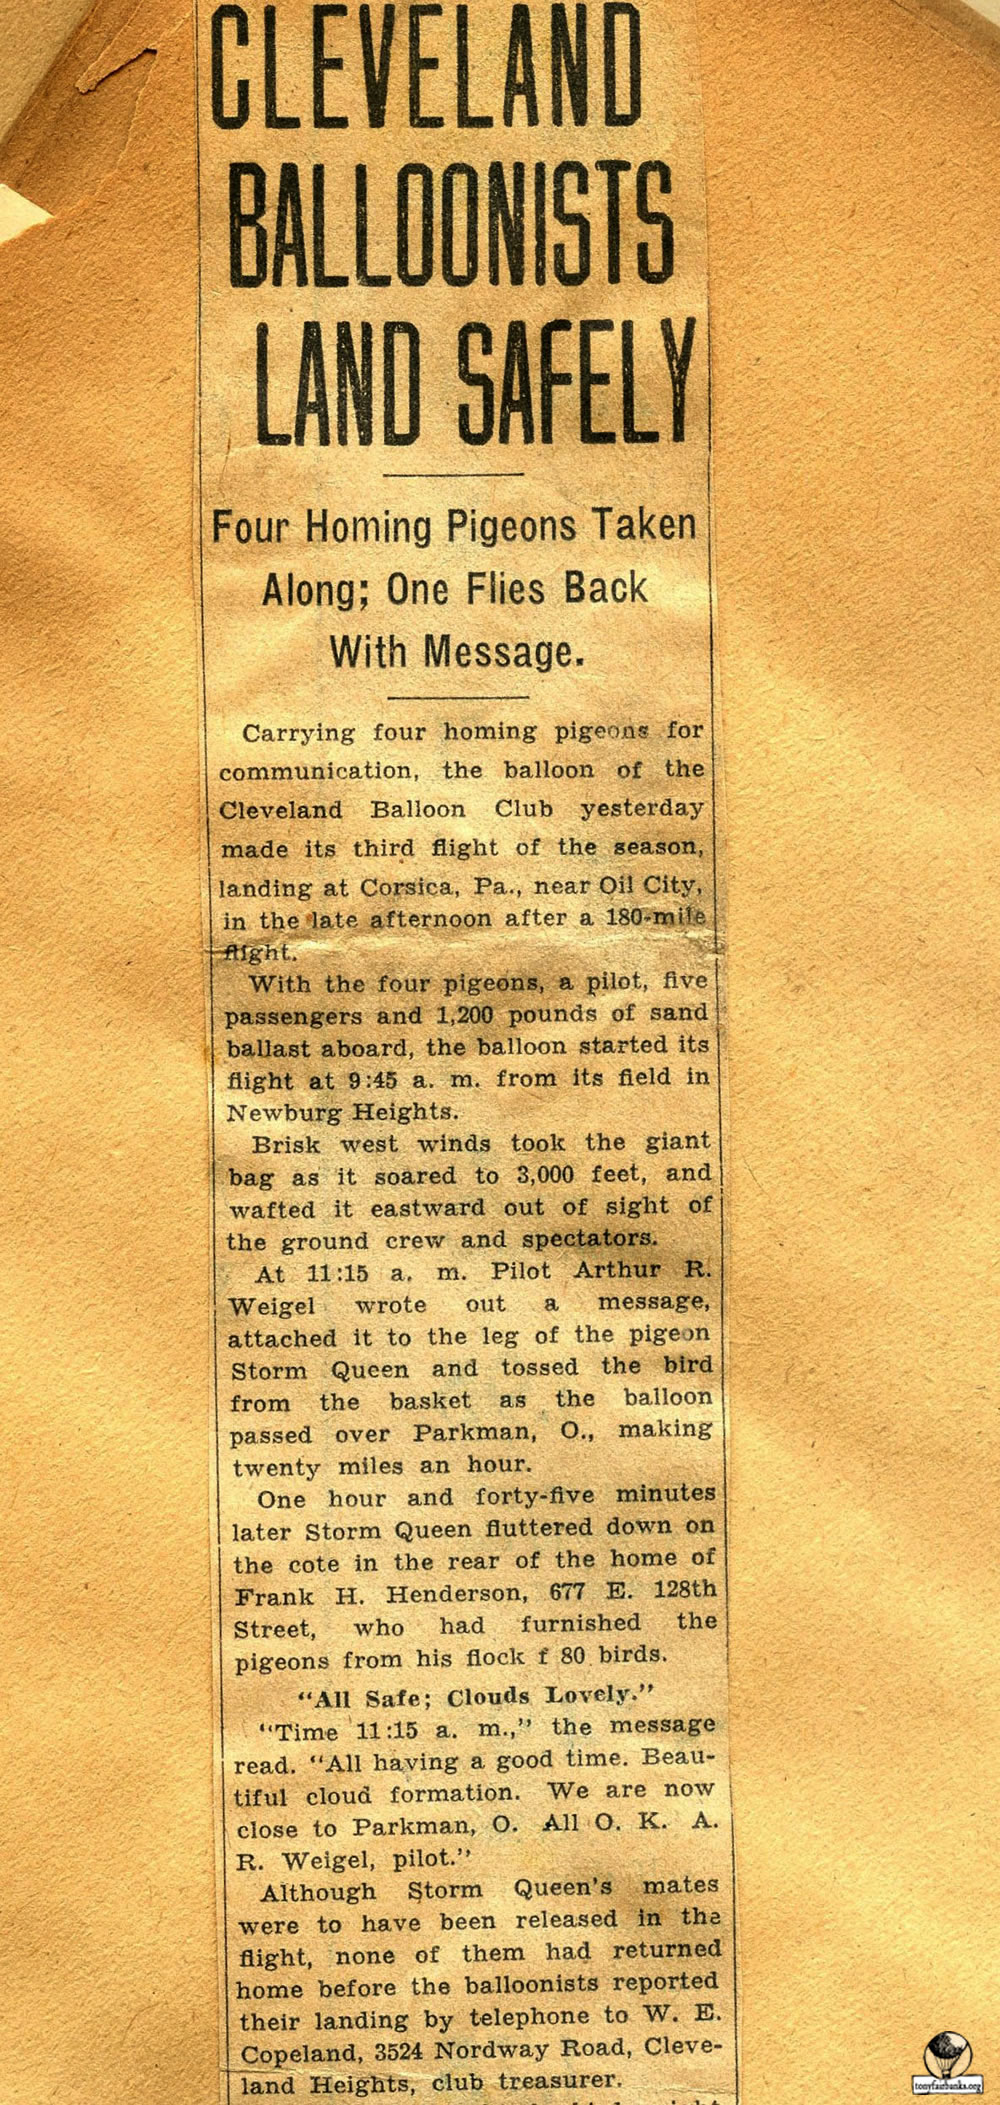 CLEVELAND
BALLOONISTS
LAND SAFELY
Four Homing Pigeons Taken
Along; One Flies Back
With Message.
Carrying four homing pigeons for
communication, the balloon of the
Cleveland Balloon Club yesterday
made its third flight of the season,
landing at Corsica, Pa., near Oil City,
in the late afternoon after a 180-mile
flight.
With the four pigeons, a pilot, five
passengers and 1,200 pounds of sand
ballast aboard, the balloon started its
flight at 9:45 a. m. from its field in
Newburg Heights.
Brisk west winds took the giant
bag as it soared to 3,000 feet, and
wafted it eastward out of sight of
the ground crew and spectators.
At 11:15 a. m. Pilot Arthur R.
Weigel wrote out a message,
attached it to the leg of the pigeon
Storm Queen and tossed the bird
from the basket as the balloon
passed over Parkman, O., making
twenty miles an hour.
One hour and forty-five minutes
later Storm Queen fluttered down on
the cote in the rear of the home of
Frank H. Henderson, 677 E. 128th
Street, who had furnished the
pigeons from his flock f 80 birds.
"All Safe; Clouds Lovely."
"Time 11:15 a. m.," the message
read. "All having a good time. Beau-
tiful cloud formation. We are now
close to Parkman, O. All O. K. A.
R. Weigel, pilot."
Although Storm Queen's mates
were to have been released in the
flight, none of them had returned
home before the balloonists reported
their landing by telephone to W. E.
Copeland, 3524 Nordway Road, Cleve-
land Heights, club treasurer.
tonyfairbanks.org